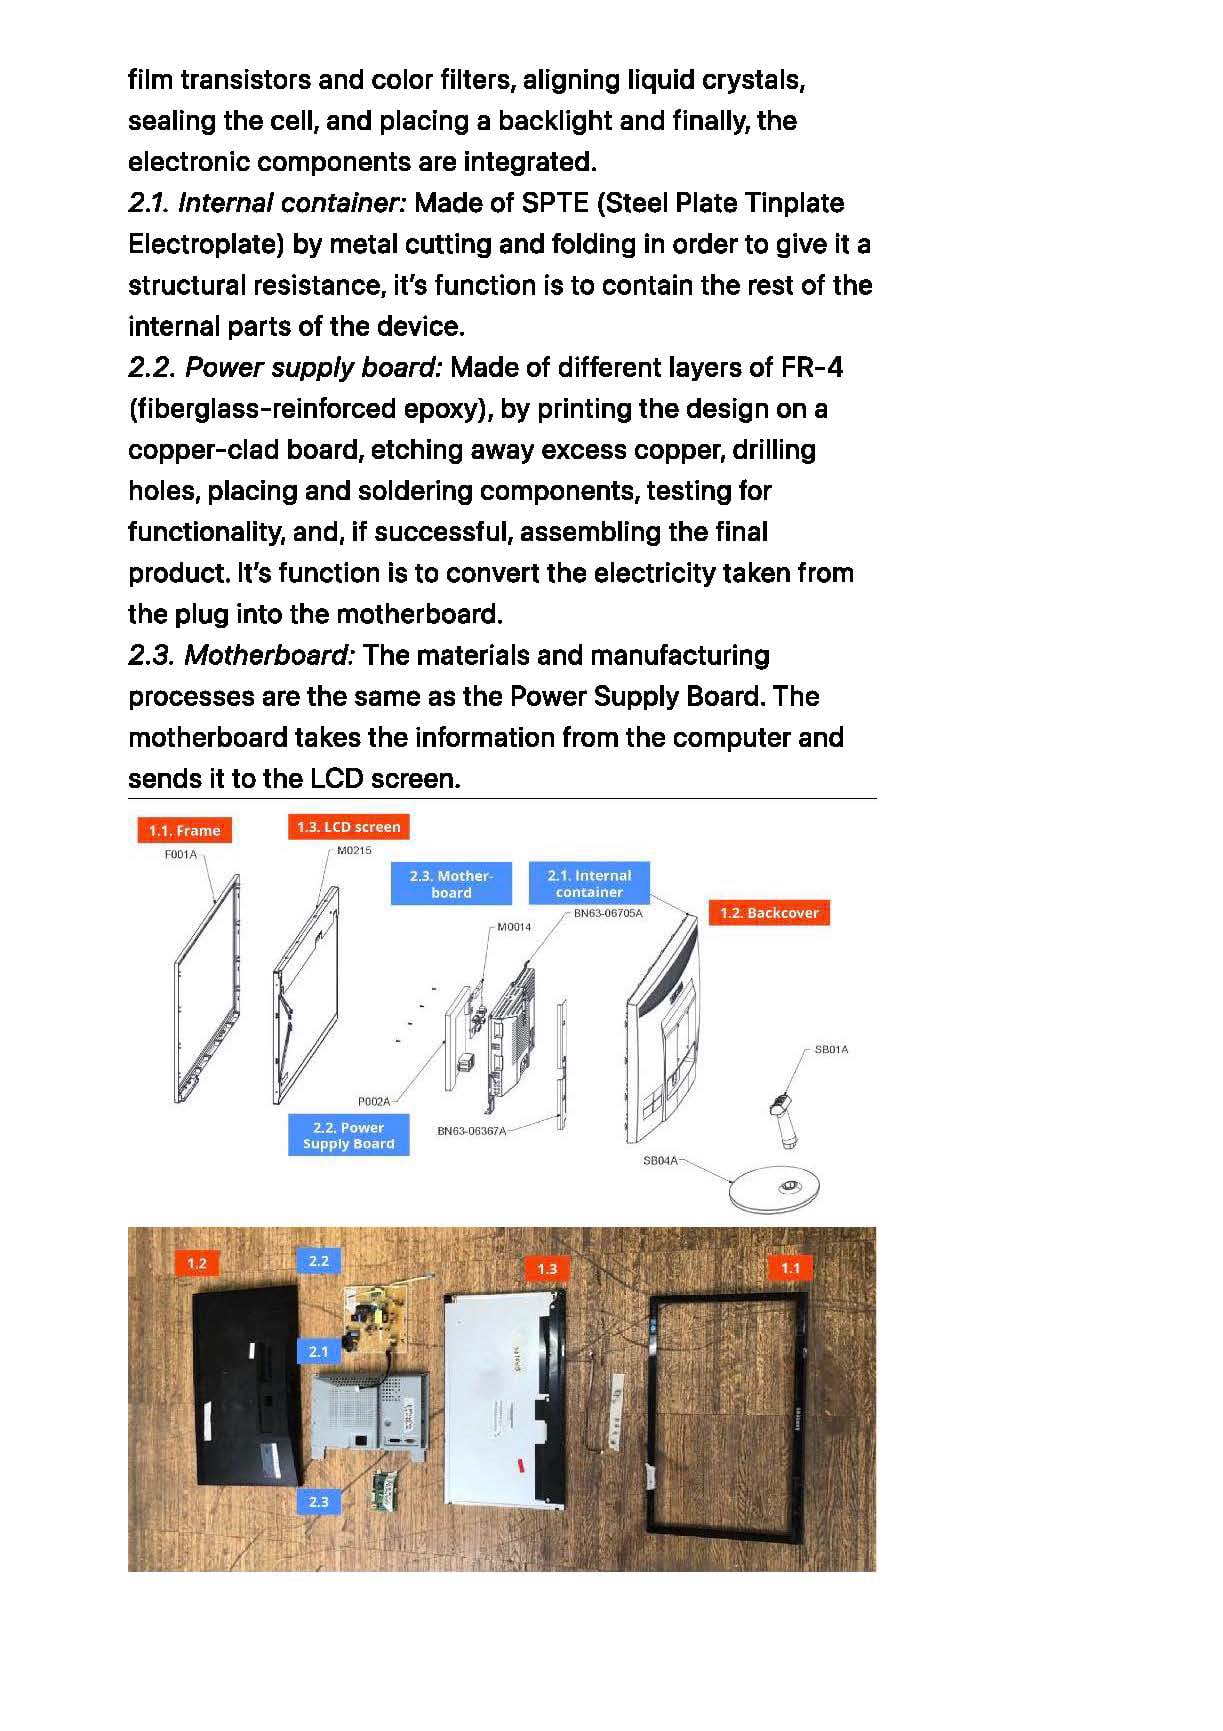 film transistors and color filters, aligning liquid crystals,
sealing the cell, and placing a backlight and finally, the
electronic components are integrated.
2.1. Internal container: Made of SPTE (Steel Plate Tinplate
Electroplate) by metal cutting and folding in order to give it a
structural resistance, it’s function is to contain the rest of the
internal parts of the device.
2.2. Power supply board: Made of different layers of FR-4
(fiberglass-reinforced epoxy), by printing the design on a
copper-clad board, etching away excess copper, drilling
holes, placing and soldering components, testing for
functionality, and, if successful, assembling the final
product. It’s function is to convert the electricity taken from
the plug into the motherboard.
2.3. Motherboard: The materials and manufacturing
processes are the same as the Power Supply Board. The
motherboard takes the information from the computer and
sends it to the LCD screen.
1.1. Frame
1.3. LCD screen
F001A
M0215
2.3. Mother-
board
2.1. Internal
container
1.2. Backcover
BN63-06705A
M0014
SB01A
P002A
2.2. Power
Supply Board
BN63-06367A
SB04A
1.2
2.2
1.3
1.1
2.1
SAMSUNG
2.3